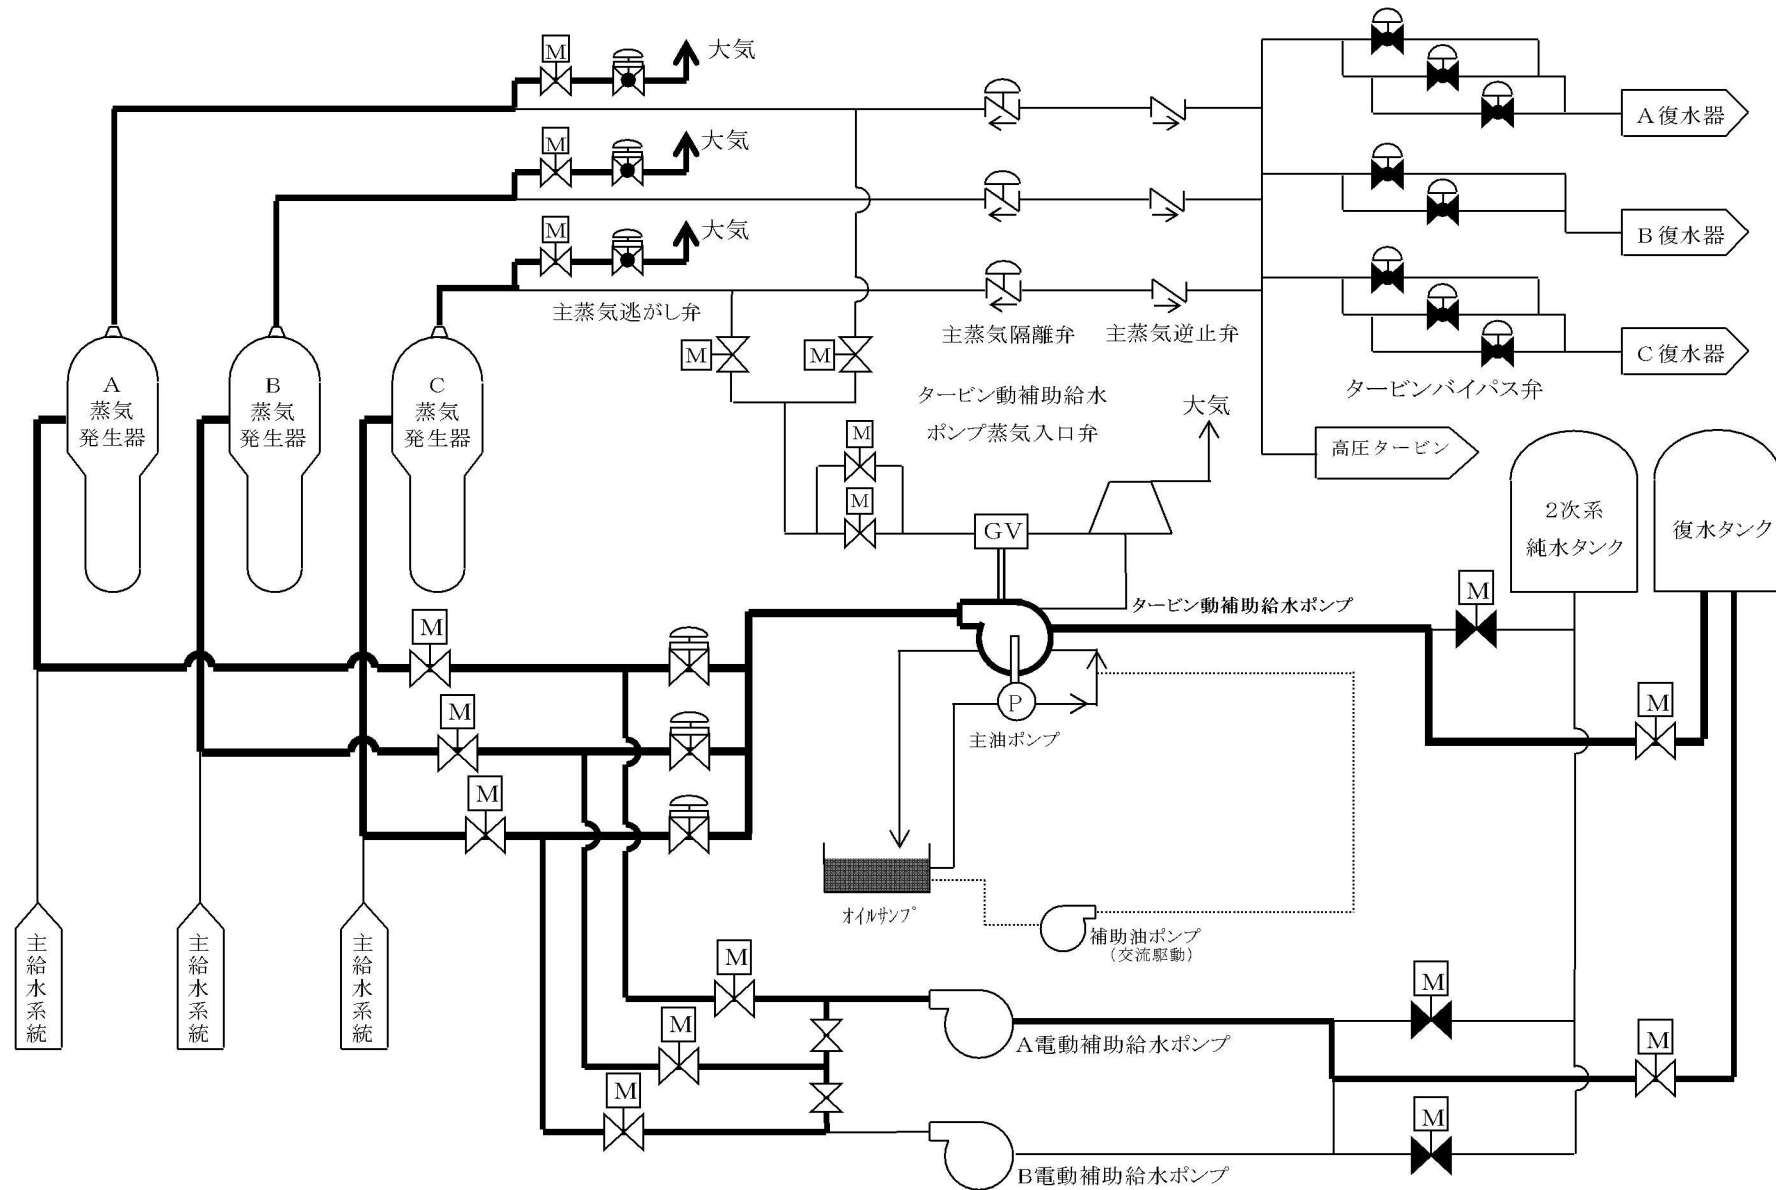 M
大気
M
大気
M
大気
A復水器
B復水器
C復水器
主蒸気逃がし弁
主蒸気隔離弁
主蒸気逆止弁
タービンバイパス弁
M
M
A
蒸気
発生器
B
蒸気
発生器
C
蒸気
発生器
タービン動補助給水
ポンプ蒸気入口弁
大気
高圧タービン
M
M
GV
2次系
純水タンク
復水タンク
タービン動補助給水ポンプ
M
M
M
M
M
P
主油ポンプ
オイルサンプ
補助油ポンプ
(交流駆動)
主給水系統
主給水系統
主給水系統
M
M
M
A電動補助給水ポンプ
B電動補助給水ポンプ
M
M
M